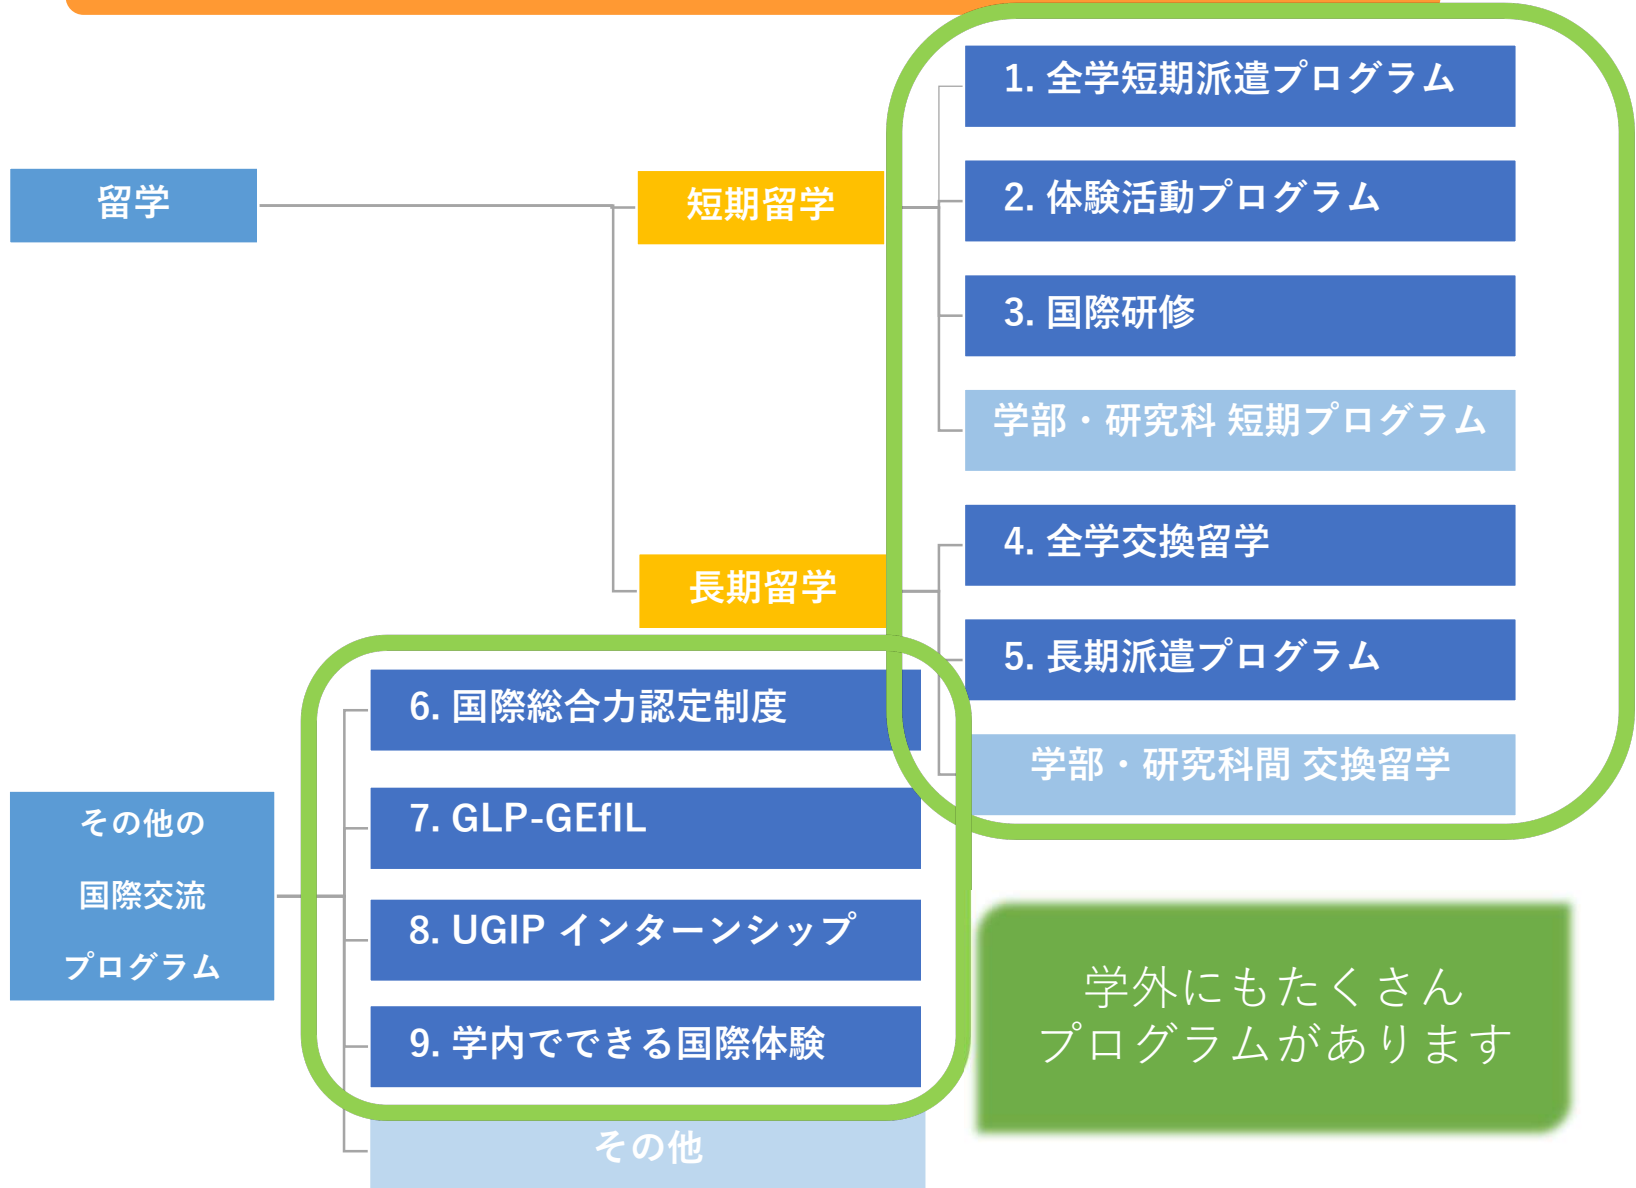 留学
短期留学
1. 全学短期派遣プログラム
2. 体験活動プログラム
3. 国際研修
学部・研究科 短期プログラム
長期留学
4. 全学交換留学
5. 長期派遣プログラム
学部・研究科間 交換留学
その他の
国際交流
プログラム
6. 国際総合力認定制度
7. GLP-GEfIL
8. UGIP インターンシップ
9. 学内でできる国際体験
その他
学外にもたくさん
プログラムがあります